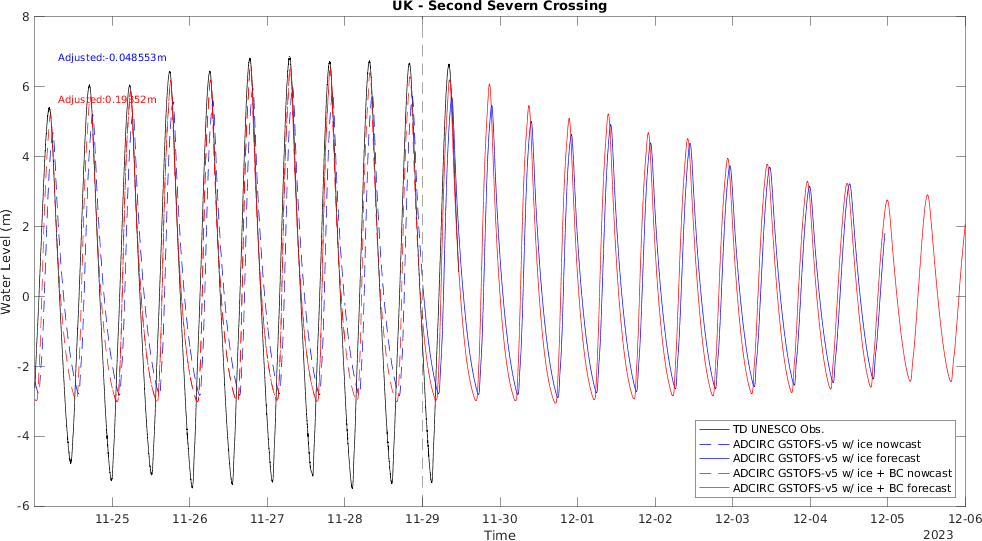 UK - Second Severn Crossing
8
6
4
2
0
-2
-4
-6
Water Level (m)
Adjusted:-0.048553m
Adjusted:0.19352m
TD UNESCO Obs.
ADCIRC GSTOFS-v5 w/ ice nowcast
ADCIRC GSTOFS-v5 w/ ice forecast
ADCIRC GSTOFS-v5 w/ ice + BC nowcast
ADCIRC GSTOFS-v5 w/ ice + BC forecast
11-25 11-26 11-27 11-28 11-29 11-30 12-01 12-02 12-03 12-04 12-05 12-06
Time
2023